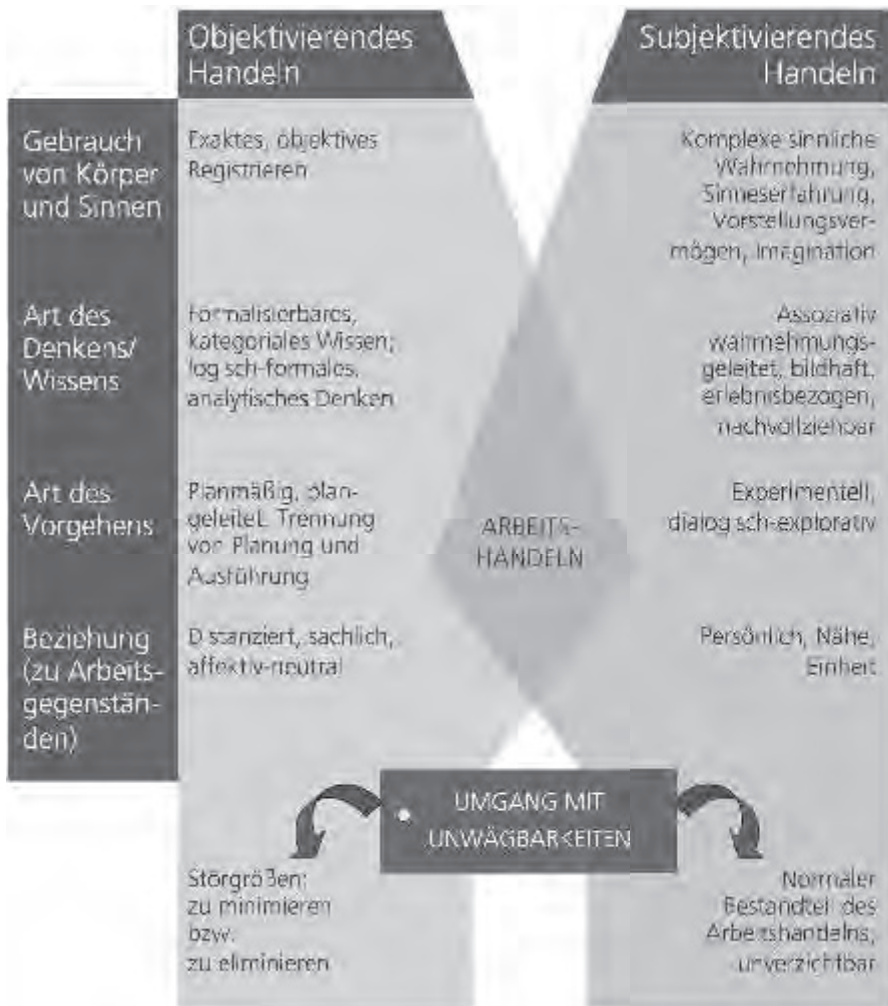 Objektivierendes
Handeln
Subjektivierendes
Handeln
Gebrauch
von Körper
und Sinnen
Exaktes, objektives
Registrieren
Komplexe sinnliche
Wahrnehmung,
Sinneserfahrung,
Vorstellungsver-
mögen, Imagination
Art des
Denkens/
Wissens
Formalisierbares,
kategoriales Wissen;
logisch-formales,
analytisches Denken
Assoziativ
wahrnehmungs-
geleitet, bildhaft,
erlebnisbezogen,
nachvollziehbar
Art des
Vorgehens
Planmäßig, plan-
geleitet. Trennung
von Planung und
Ausführung
ARBEITS-
HANDELN
Experimentell,
dialogisch-explorativ
Beziehung
(zu Arbeits-
gegenstän-
den)
Distanziert, sachlich,
affektiv-neutral
Persönlich, Nähe,
Einheit
UMGANG MIT
UNWÄGBARKEITEN
Störgrößen;
zu minimieren
bzw.
zu eliminieren
Normaler
Bestandteil des
Arbeitshandelns,
unverzichtbar